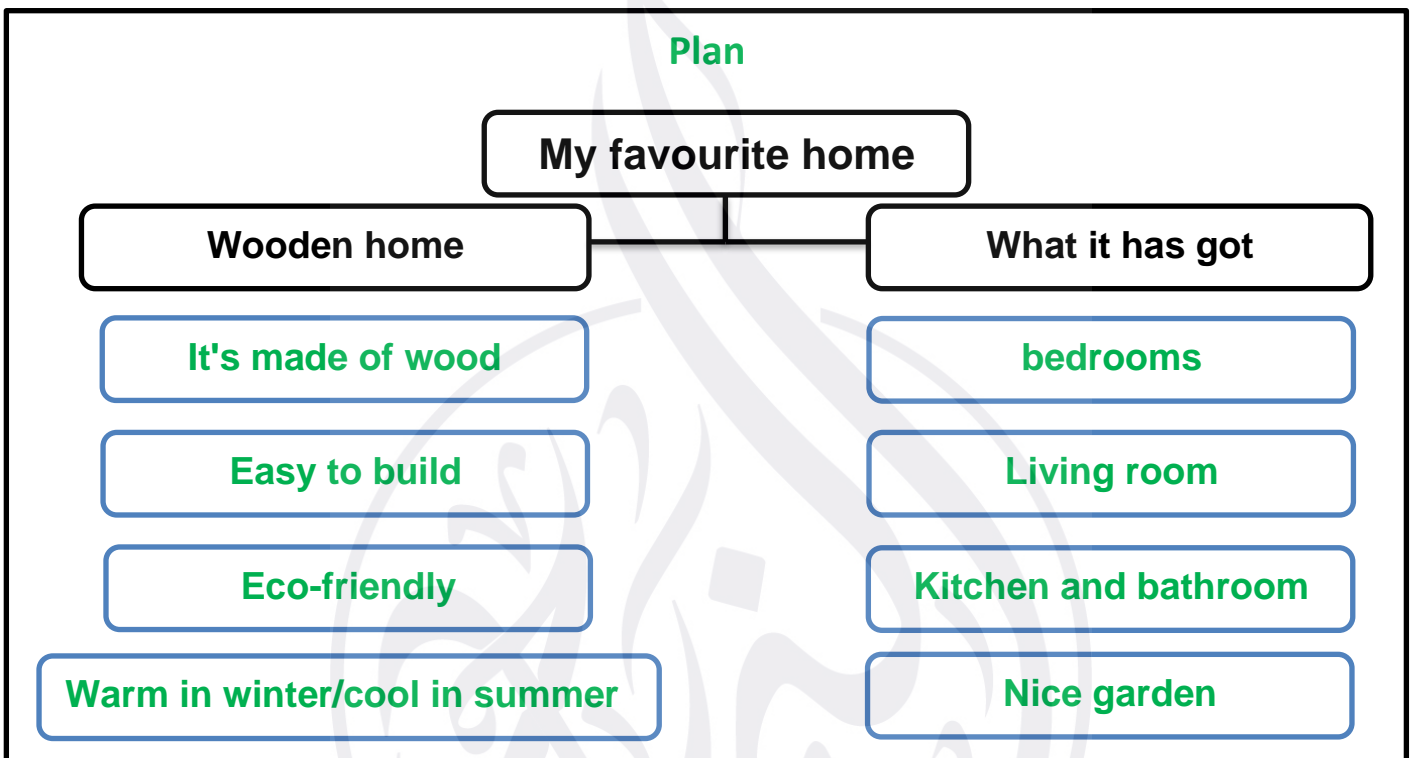 Plan
My favourite home
Wooden home
What it has got
It's made of wood
bedrooms
Easy to build
Living room
Eco-friendly
Kitchen and bathroom
Warm in winter/cool in summer
Nice garden